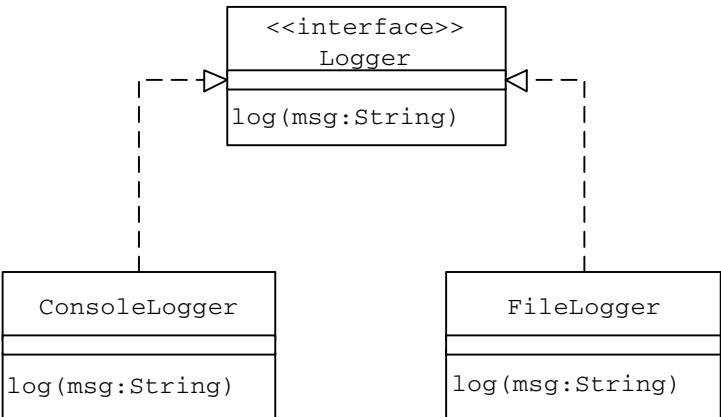 <<interface>>
Logger
log(msg:String)
ConsoleLogger
log(msg:String)
FileLogger
log(msg:String)